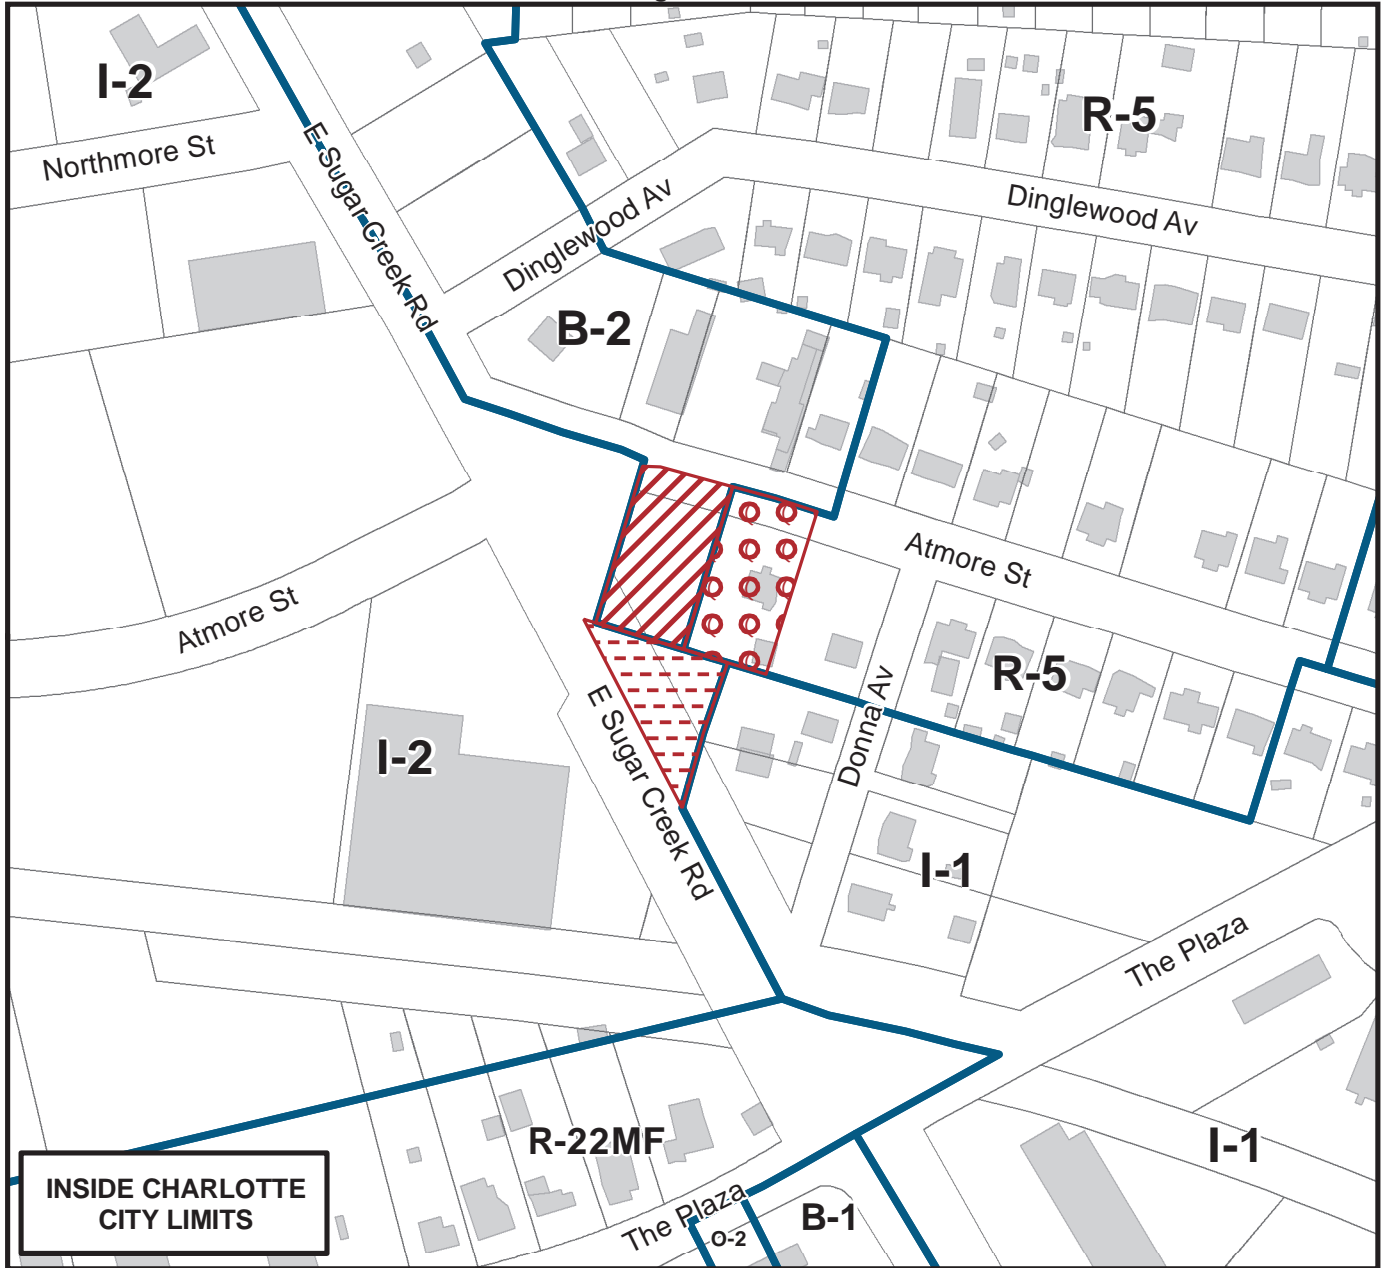 I-2
R-5
Northmore St
E Sugar Creek Rd
Dinglewood Av
Dinglewood Av
B-2
Atmore St
Atmore St
R-5
Donna Av
E Sugar Creek Rd
I-2
I-1
The Plaza
R-22MF
I-1
INSIDE CHARLOTTE
CITY LIMITS
The Plaza
B-1
O-2